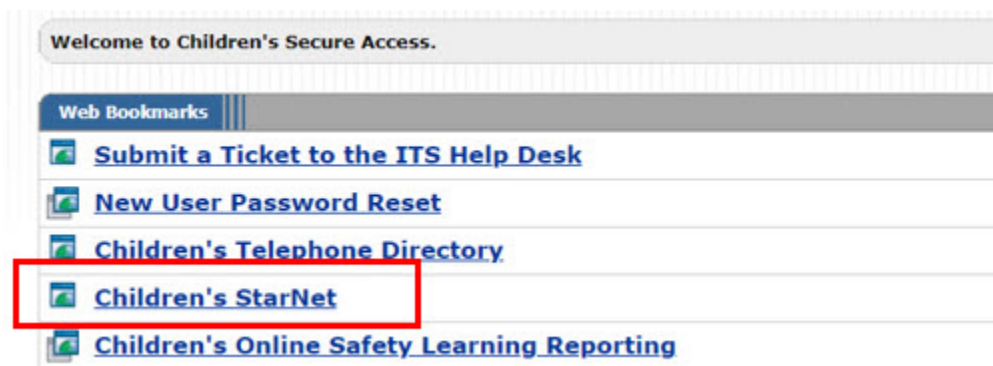 Welcome to Children's Secure Access.
Web Bookmarks
Submit a Ticket to the ITS Help Desk
New User Password Reset
Children's Telephone Directory
Children's StarNet
Children's Online Safety Learning Reporting